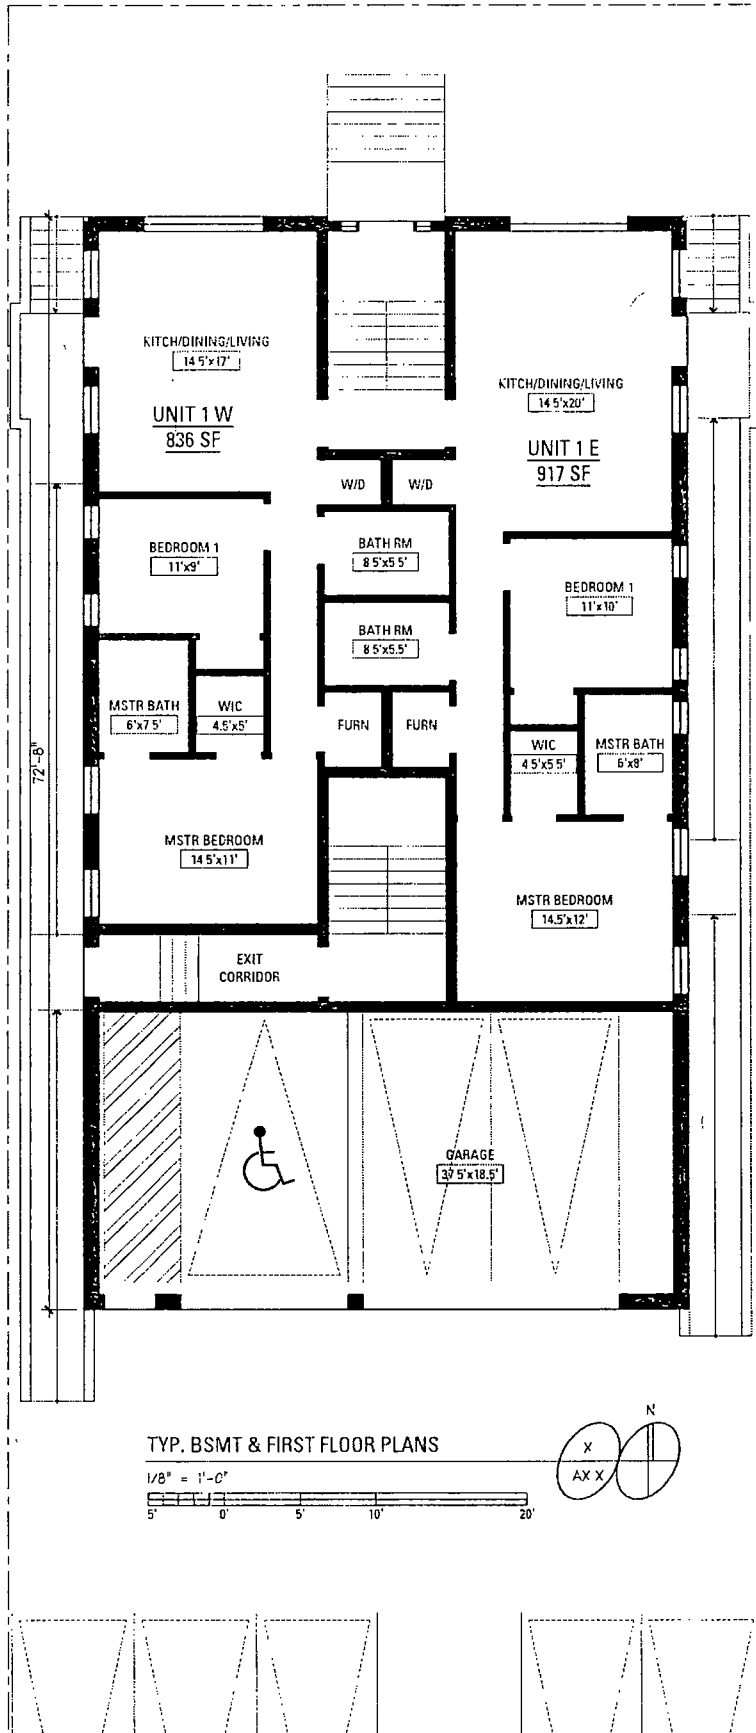 KITCH/DINING/LIVING
14 5'x17'
UNIT 1 W
836 SF
KITCH/DINING/LIVING
14 5'x20'
UNIT 1 E
917 SF
W/D
W/D
BEDROOM 1
11'x9'
BATH RM
8 5'x5 5'
BEDROOM 1
11'x10'
BATH RM
8 5'x5.5'
MSTR BATH
6'x7 5'
WIC
4.5'x5'
FURN
FURN
WIC
4 5'x5 5'
MSTR BATH
6'x8'
72'-8"
MSTR BEDROOM
14 5'x11'
MSTR BEDROOM
14.5'x12'
EXIT
CORRIDOR
GARAGE
37 5'x18.5'
TYP. BSMT & FIRST FLOOR PLANS
1/8" = 1'-0"
5' 0' 5' 10' 20'
X
AX X
N